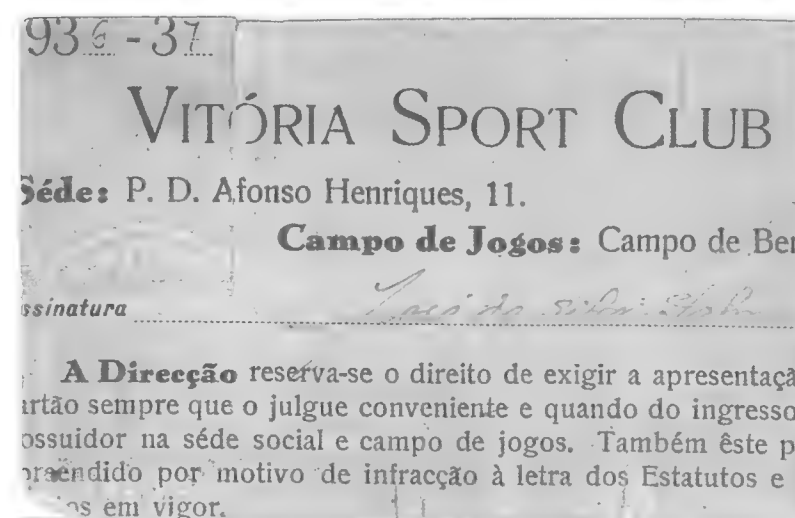 936-37
VITÓRIA SPORT CLUB
Séde: P. D. Afonso Henriques, 11.
Campo de Jogos: Campo de Ben
ssinatura
A Direcção reserva-se o direito de exigir a apresentaçã
artão sempre que o julgue conveniente e quando do ingresso
ossuidor na séde social e campo de jogos. Também êste p
praendido por motivo de infracção à letra dos Estatutos e
os em vigor.